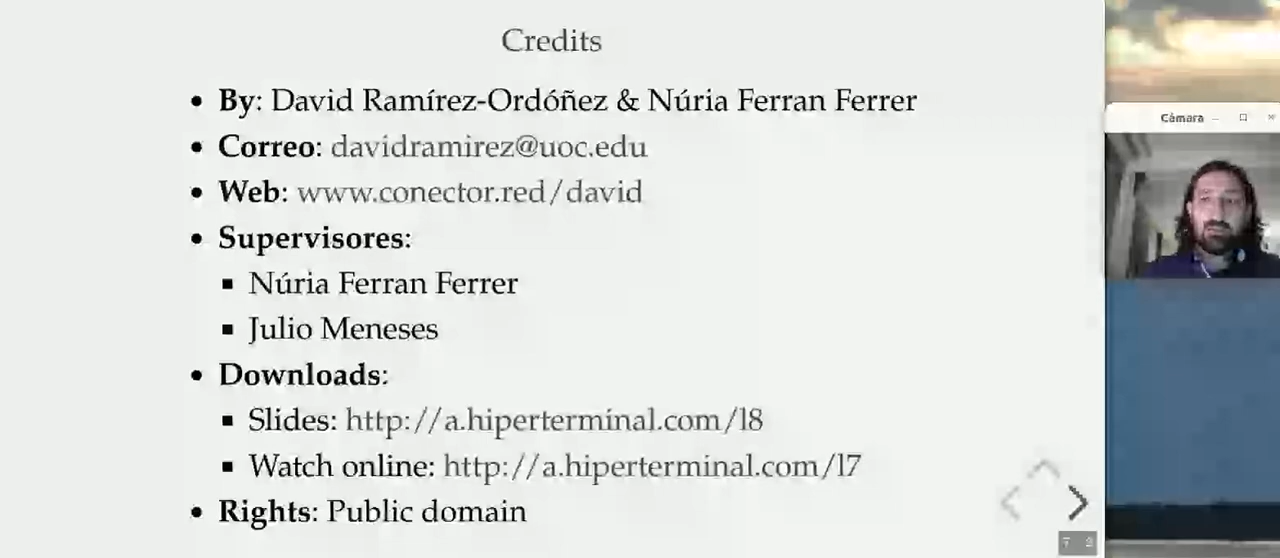 Credits
By: David Ramírez-Ordóñez & Núria Ferran Ferrer
Correo: davidramirez@uoc.edu
Web: www.conector.red/david
Supervisores:
Núria Ferran Ferrer
Julio Meneses
Downloads:
Slides: http://a.hiperterminal.com/l8
Watch online: http://a.hiperterminal.com/l7
Rights: Public domain
Cámara